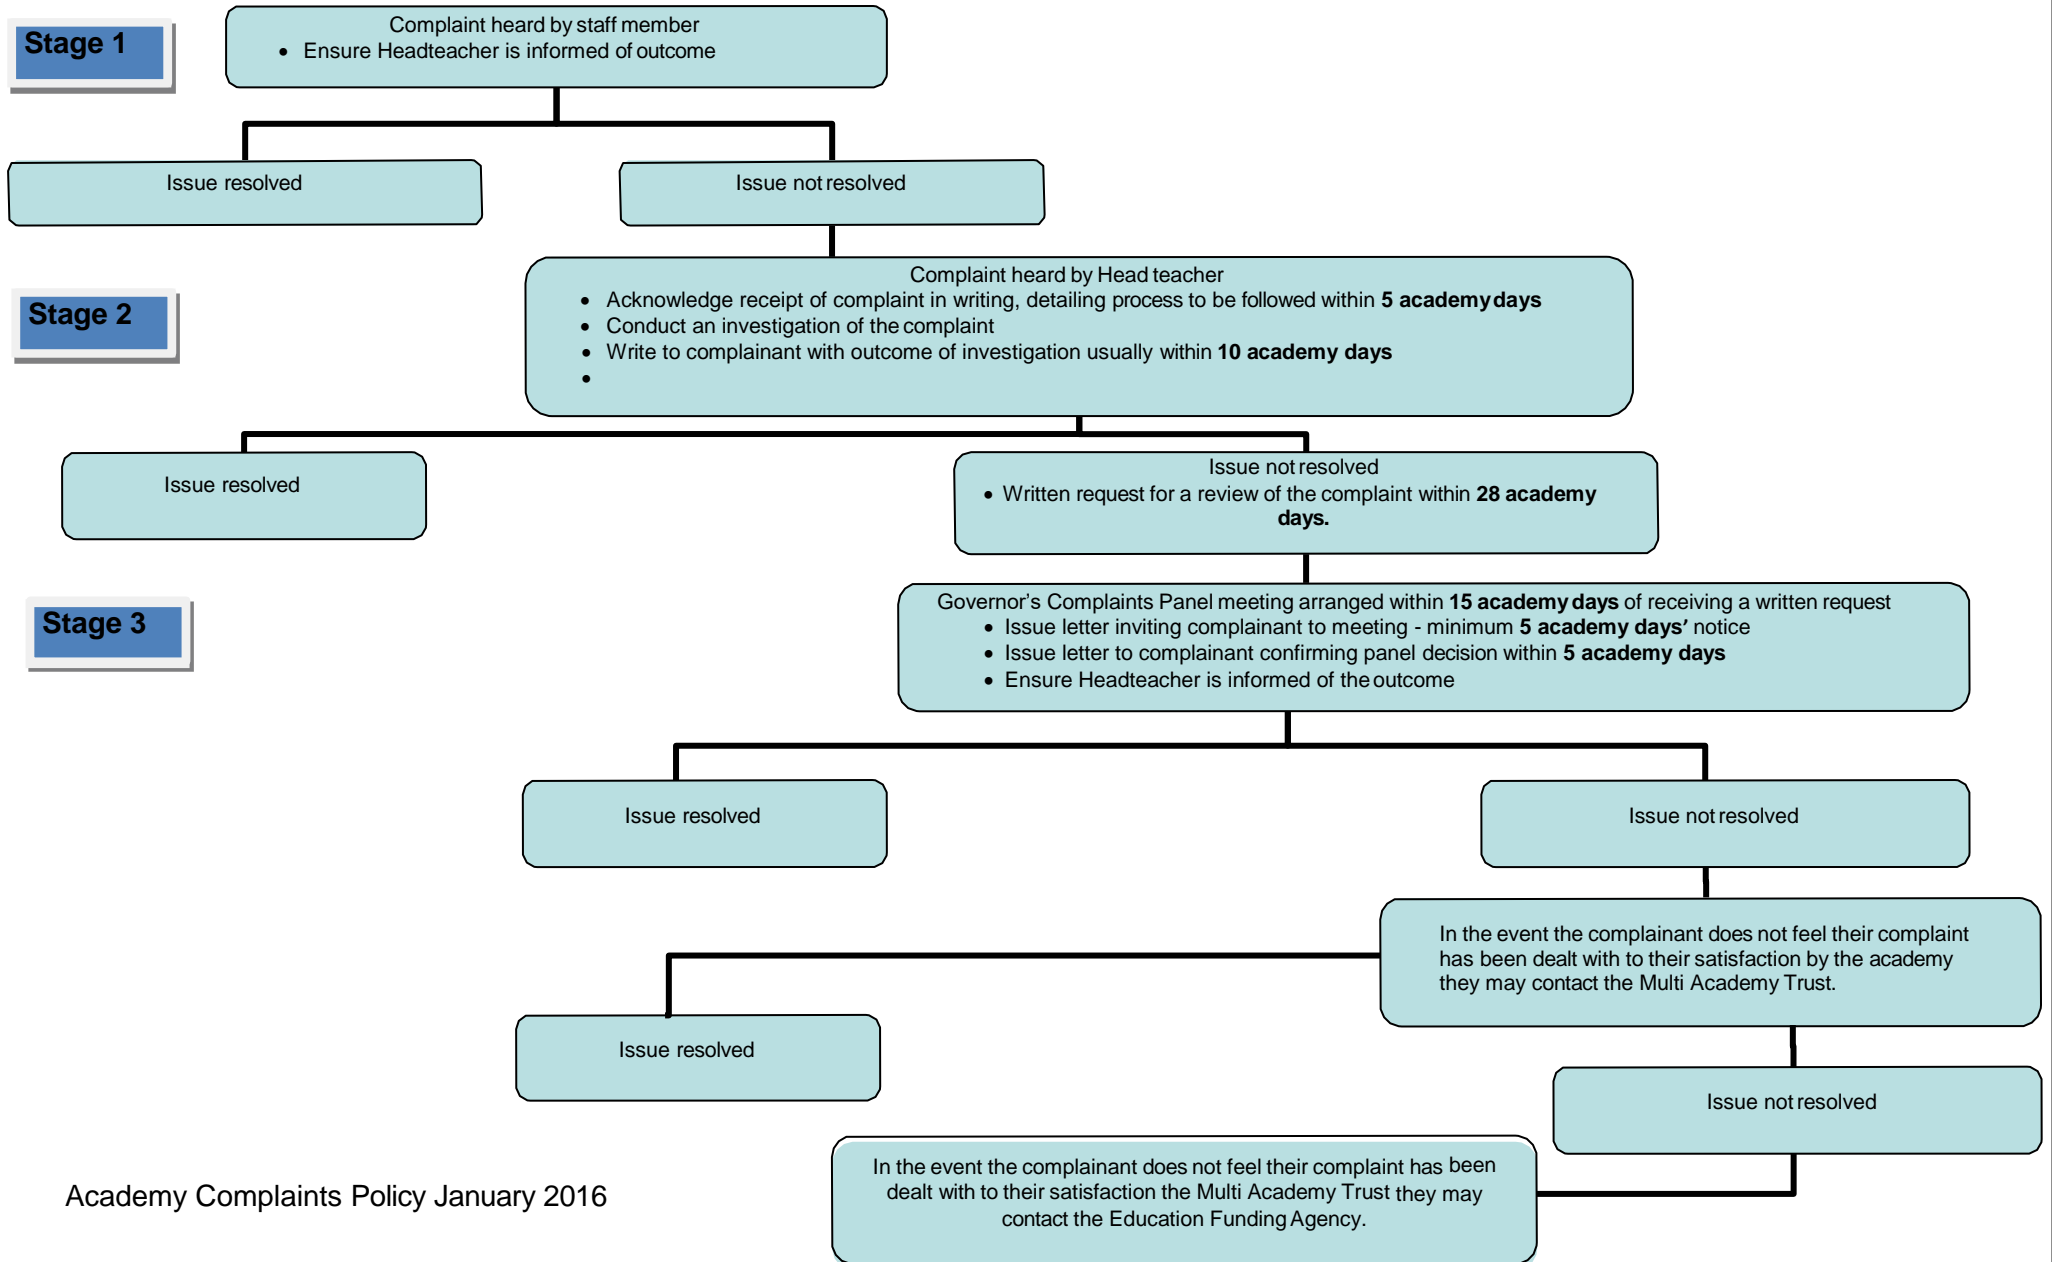 Stage 1
Complaint heard by staff member
• Ensure Headteacher is informed of outcome
Issue resolved
Issue not resolved
Stage 2
Complaint heard by Head teacher
• Acknowledge receipt of complaint in writing, detailing process to be followed within 5 academy days
• Conduct an investigation of the complaint
• Write to complainant with outcome of investigation usually within 10 academy days
•
Issue resolved
Issue not resolved
• Written request for a review of the complaint within 28 academy
days.
Stage 3
Governor’s Complaints Panel meeting arranged within 15 academy days of receiving a written request
• Issue letter inviting complainant to meeting - minimum 5 academy days’ notice
• Issue letter to complainant confirming panel decision within 5 academy days
• Ensure Headteacher is informed of the outcome
Issue resolved
Issue not resolved
In the event the complainant does not feel their complaint
has been dealt with to their satisfaction by the academy
they may contact the Multi Academy Trust.
Issue resolved
Issue not resolved
In the event the complainant does not feel their complaint has been
dealt with to their satisfaction the Multi Academy Trust they may
contact the Education Funding Agency.
Academy Complaints Policy January 2016